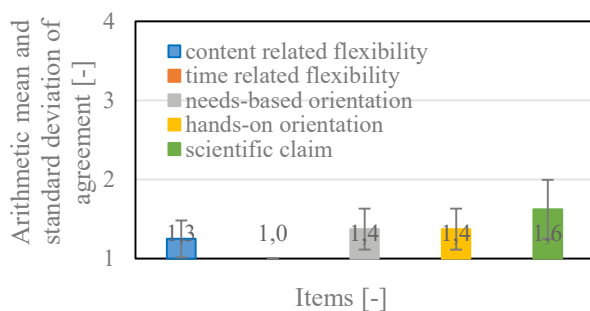 Arithmetic mean and
standard deviation of
agreement [-]
4
3
2
1
content related flexibility
time related flexibility
needs-based orientation
hands-on orientation
scientific claim
1,3
1,0
1,4
1,4
1,6
Items [-]